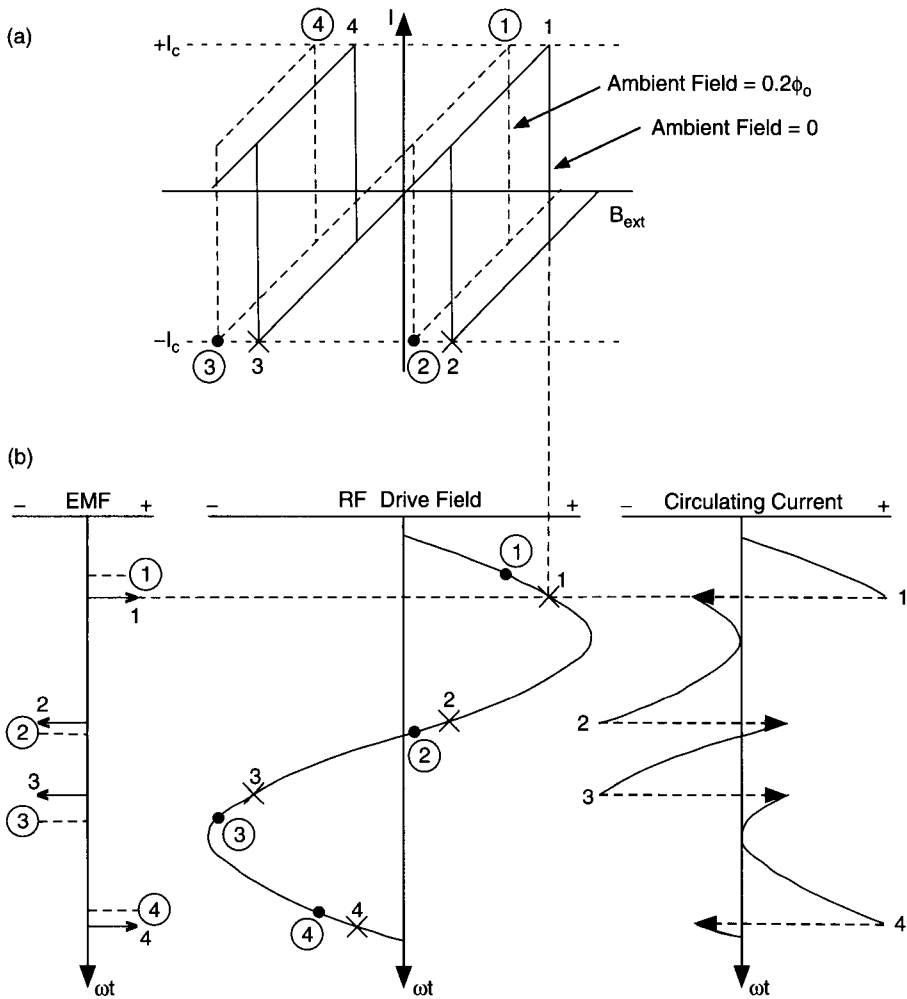 (a)
+Ic
④ 4 I ① 1
Ambient Field = 0.2ϕo
Ambient Field = 0
Bext
−Ic
③ 3 ② 2
(b)
− EMF +
− RF Drive Field +
− Circulating Current +
① ①
1 1 1
2 2 2
② ②
3 3 3
③ ③
④ ④
4 4 4
ωt ωt ωt